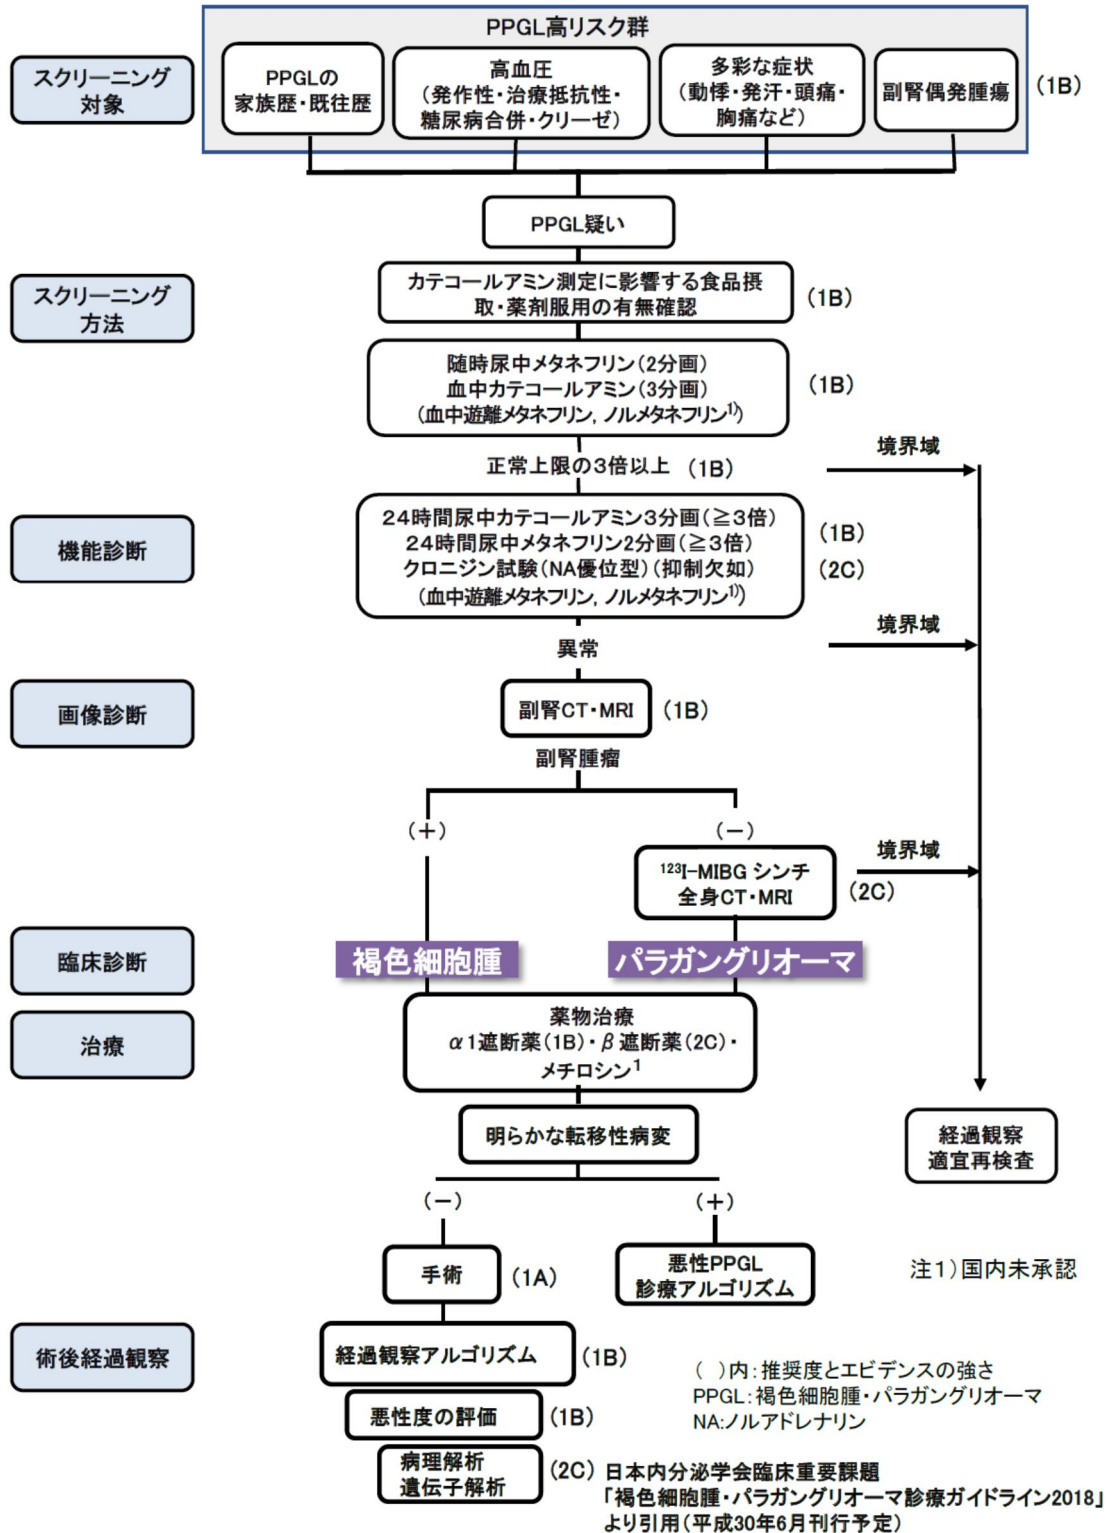 PPGL高リスク群
スクリーニング
対象
PPGLの
家族歴・既往歴
高血圧
(発作性・治療抵抗性・
糖尿病合併・クリーゼ)
多彩な症状
(動悸・発汗・頭痛・
胸痛など)
副腎偶発腫瘍
(1B)
PPGL疑い
スクリーニング
方法
カテコールアミン測定に影響する食品摂
取・薬剤服用の有無確認
(1B)
随時尿中メタネフリン(2分画)
血中カテコールアミン(3分画)
(血中遊離メタネフリン, ノルメタネフリン1))
(1B)
正常上限の3倍以上 (1B)
境界域
機能診断
24時間尿中カテコールアミン3分画(≧3倍)
24時間尿中メタネフリン2分画(≧3倍)
クロニジン試験(NA優位型)(抑制欠如)
(血中遊離メタネフリン, ノルメタネフリン1))
(1B)
(2C)
境界域
異常
画像診断
副腎CT・MRI
(1B)
副腎腫瘤
(+)
(-)
123I-MIBG シンチ
全身CT・MRI
境界域
(2C)
臨床診断
褐色細胞腫
パラガングリオーマ
治療
薬物治療
α1遮断薬(1B)・β遮断薬(2C)・
メチロシン1
明らかな転移性病変
経過観察
適宜再検査
(-)
(+)
手術
(1A)
悪性PPGL
診療アルゴリズム
注1)国内未承認
術後経過観察
経過観察アルゴリズム
(1B)
( )内:推奨度とエビデンスの強さ
PPGL:褐色細胞腫・パラガングリオーマ
NA:ノルアドレナリン
悪性度の評価
(1B)
病理解析
遺伝子解析
(2C)
日本内分泌学会臨床重要課題
「褐色細胞腫・パラガングリオーマ診療ガイドライン2018」
より引用(平成30年6月刊行予定)